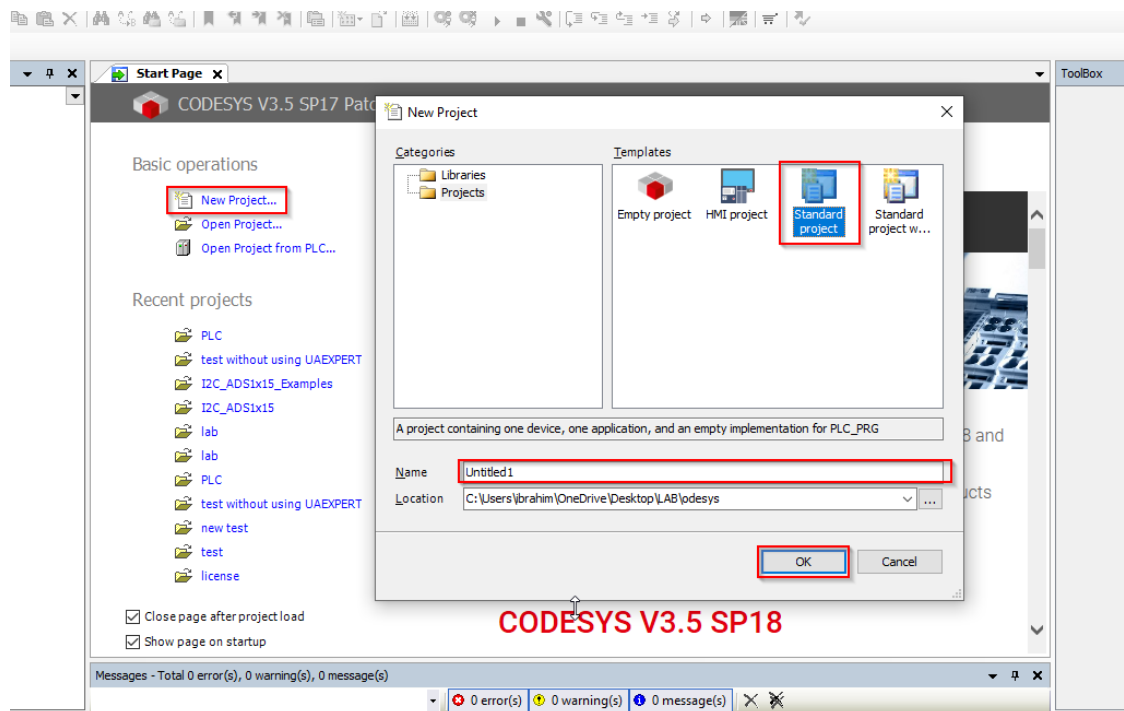 Start Page
ToolBox
CODESYS V3.5 SP17 Patc
Basic operations
New Project...
Open Project...
Open Project from PLC...
Recent projects
PLC
test without using UAEXPERT
I2C_ADS1x15_Examples
I2C_ADS1x15
lab
lab
PLC
test without using UAEXPERT
new test
test
license
Close page after project load
Show page on startup
New Project
Categories
Libraries
Projects
Templates
Empty project
HMI project
Standard
project
Standard
project w...
A project containing one device, one application, and an empty implementation for PLC_PRG
Name
Untitled1
Location
C:\Users\ibrahim\OneDrive\Desktop\LAB\odesys
...
OK
Cancel
and
ucts
CODESYS V3.5 SP18
Messages - Total 0 error(s), 0 warning(s), 0 message(s)
0 error(s)
0 warning(s)
0 message(s)